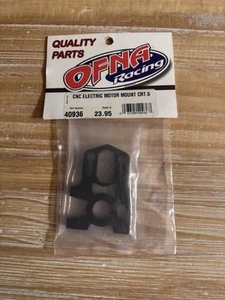 QUALITY
PARTS
OFNA
Racing
CNC ELECTRIC MOTOR MOUNT CRT.5
40936 23.95